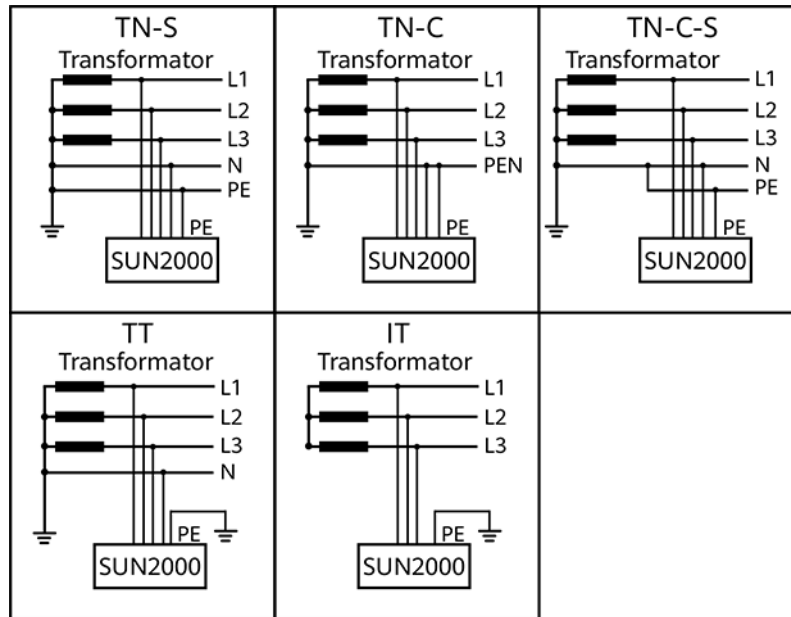 TN-S
Transformator
L1
L2
L3
N
PE
PE
SUN2000
TN-C
Transformator
L1
L2
L3
PEN
PE
SUN2000
TN-C-S
Transformator
L1
L2
L3
N
PE
PE
SUN2000
TT
Transformator
L1
L2
L3
N
PE
SUN2000
IT
Transformator
L1
L2
L3
PE
SUN2000